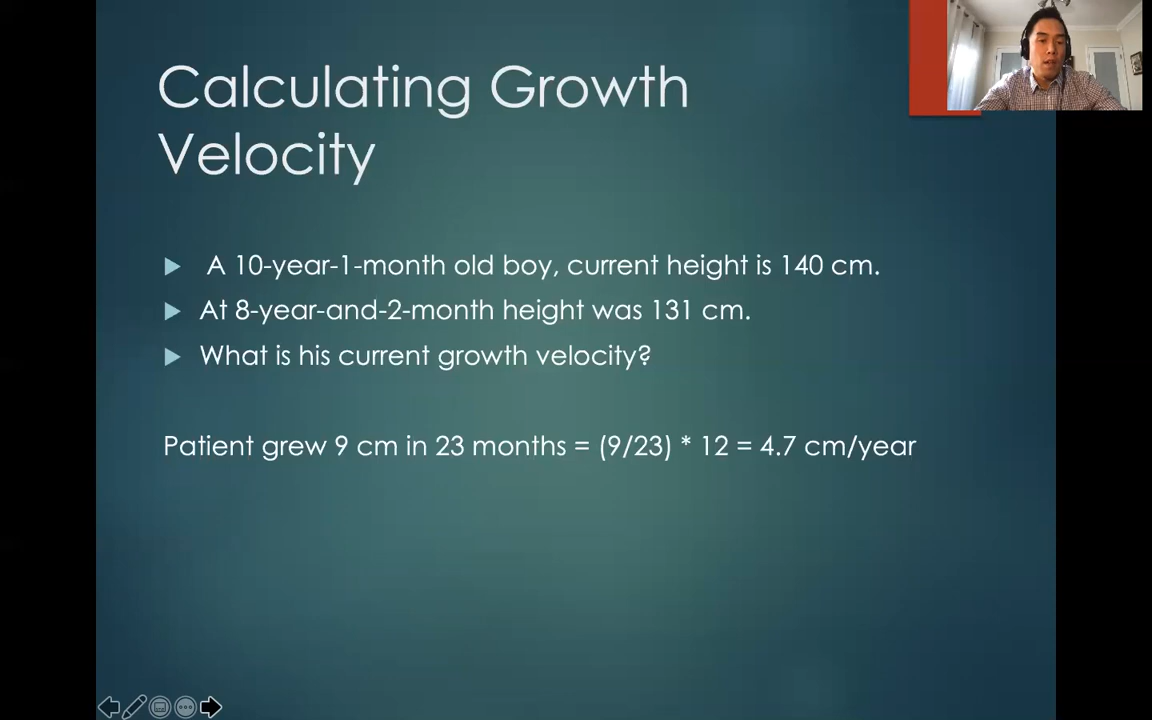 Calculating Growth
Velocity
A 10-year-1-month old boy, current height is 140 cm.
At 8-year-and-2-month height was 131 cm.
What is his current growth velocity?
Patient grew 9 cm in 23 months = (9/23) * 12 = 4.7 cm/year